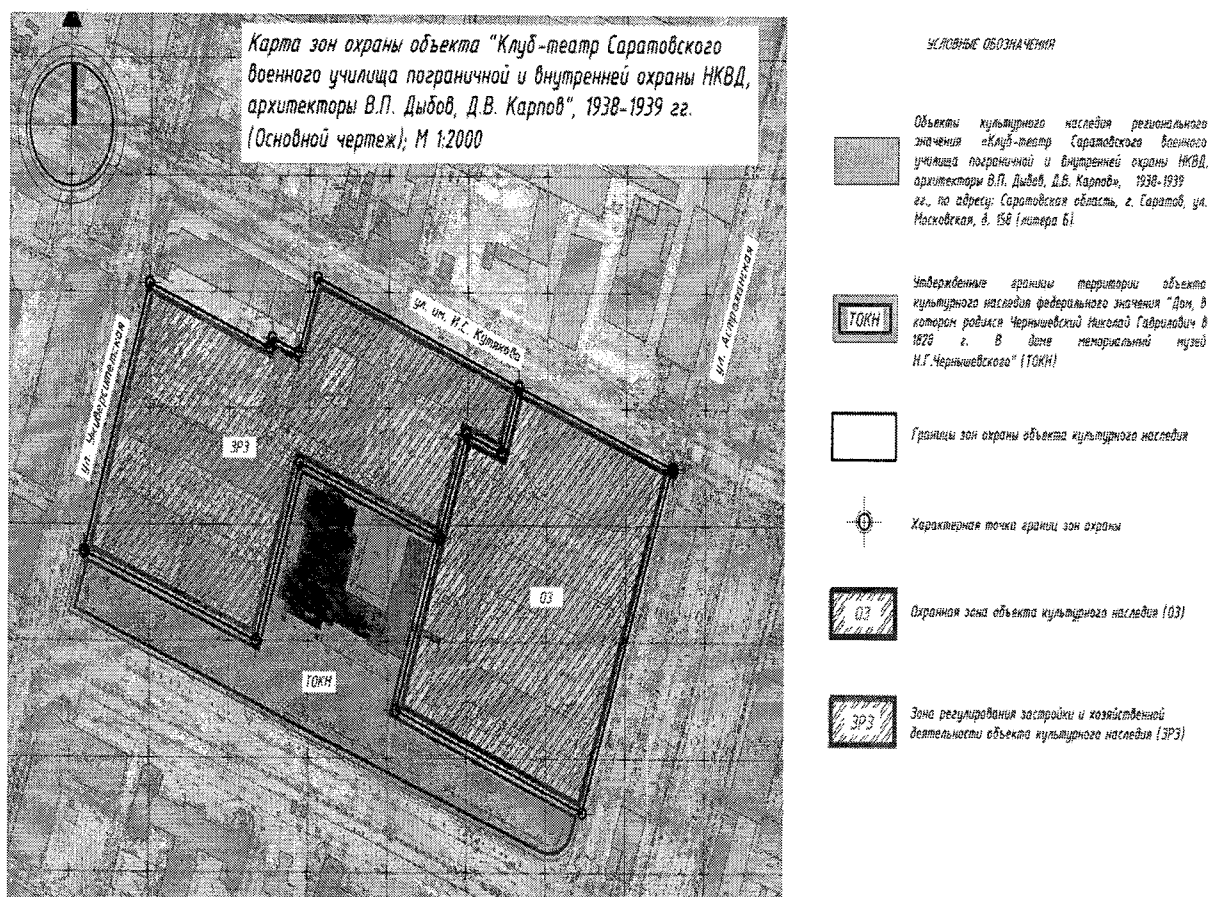 Карта зон охраны объекта "Клуб-театр Саратовского
военного училища пограничной и внутренней охраны НКВД,
архитекторы В.П. Дыбов, Д.В. Карпов", 1938-1939 гг.
(Основной чертеж); М 1:2000
ул. Университетская
ул. им. И.С. Кутякова
ул. Астраханская
ЗРЗ
ОЗ
ТОКН
УСЛОВНЫЕ ОБОЗНАЧЕНИЯ
Объекты культурного наследия регионального
значения «Клуб-театр Саратовского военного
училища пограничной и внутренней охраны НКВД,
архитекторы В.П. Дыбов, Д.В. Карпов», 1938-1939
гг., по адресу: Саратовская область, г. Саратов, ул.
Московская, д. 158 (литера Б)
ТОКН
Утвержденные границы территории объекта
культурного наследия федерального значения "Дом, в
котором родился Чернышевский Николай Гаврилович в
1828 г. В доме мемориальный музей
Н.Г.Чернышевского" (ТОКН)
Границы зон охраны объекта культурного наследия
Характерная точка границ зон охраны
ОЗ
Охранная зона объекта культурного наследия (ОЗ)
ЗРЗ
Зона регулирования застройки и хозяйственной
деятельности объекта культурного наследия (ЗРЗ)